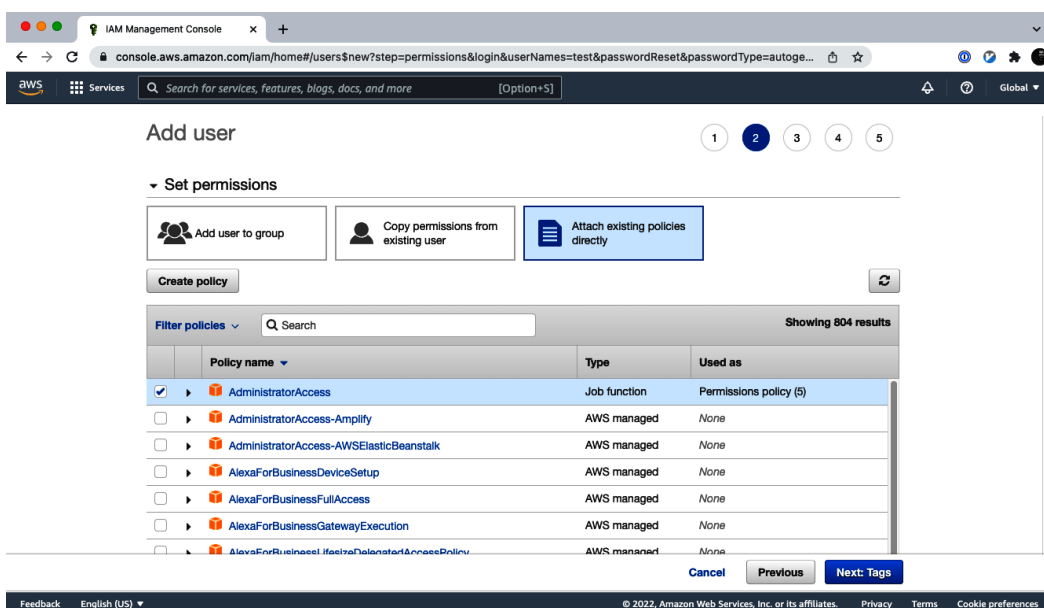 IAM Management Console
console.aws.amazon.com/iam/home#/users$new?step=permissions&login&userNames=test&passwordReset&passwordType=autoge...
aws Services Search for services, features, blogs, docs, and more [Option+S] Global
Add user
1 2 3 4 5
Set permissions
Add user to group
Copy permissions from
existing user
Attach existing policies
directly
Create policy
Filter policies Search Showing 804 results
Policy name Type Used as
AdministratorAccess Job function Permissions policy (5)
AdministratorAccess-Amplify AWS managed None
AdministratorAccess-AWSElasticBeanstalk AWS managed None
AlexaForBusinessDeviceSetup AWS managed None
AlexaForBusinessFullAccess AWS managed None
AlexaForBusinessGatewayExecution AWS managed None
AlexaForBusinessLifesizeDelegatedAccessPolicy AWS managed None
Cancel Previous Next: Tags
Feedback English (US) © 2022, Amazon Web Services, Inc. or its affiliates. Privacy Terms Cookie preferences